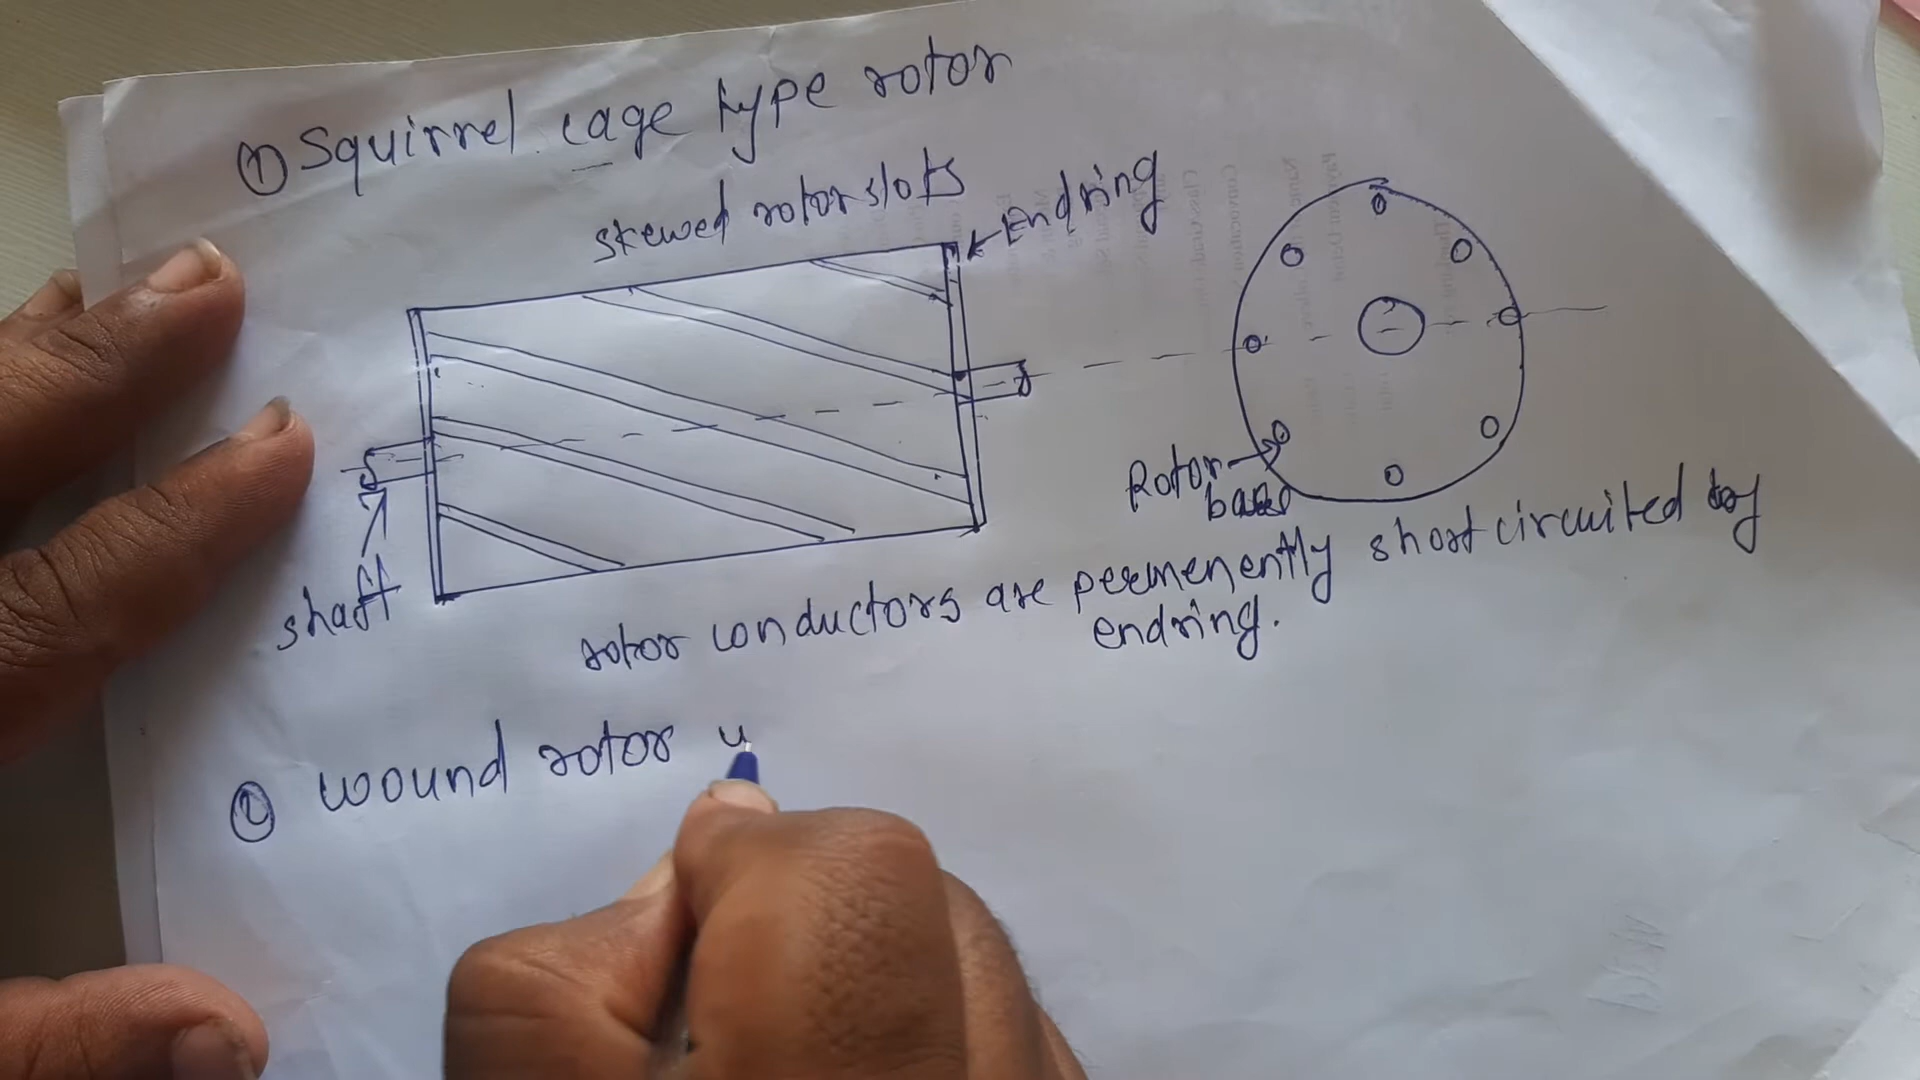 ① Squirrel cage type rotor
skewed rotor slots
Endring
Rotor
shaft
rotor conductors are permenently short circuited by
endring.
② wound rotor